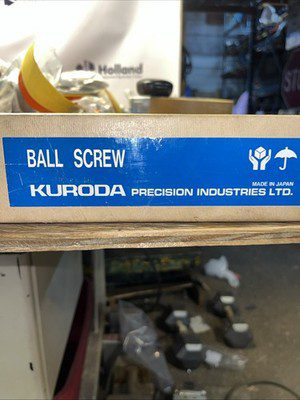 Holland
BALL SCREW
MADE IN JAPAN
KURODA PRECISION INDUSTRIES LTD.